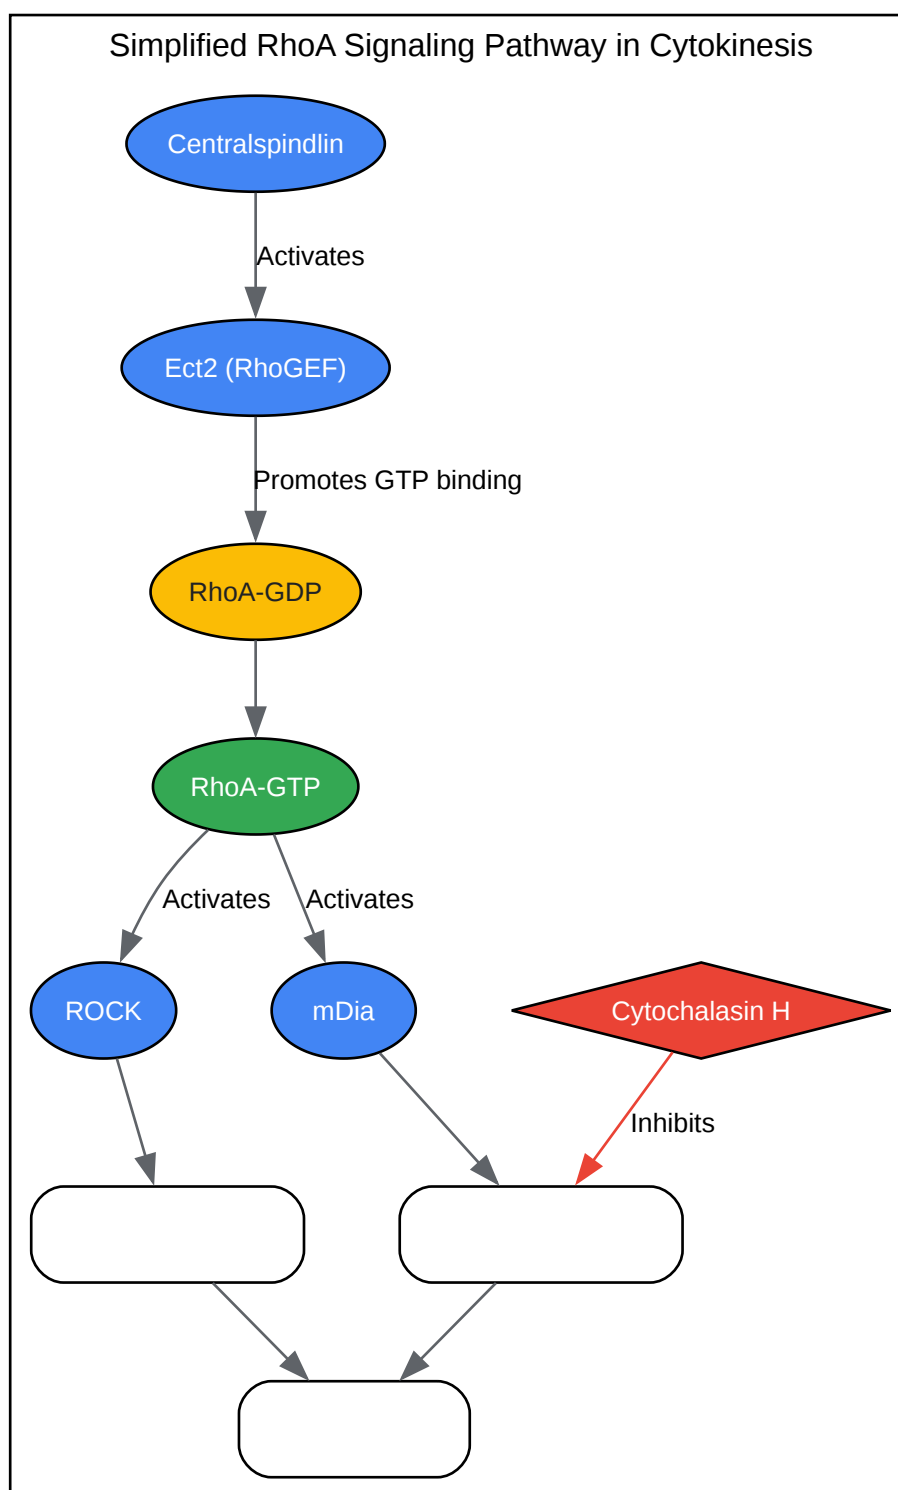 Simplified RhoA Signaling Pathway in Cytokinesis
Centralspindlin
Activates
Ect2 (RhoGEF)
Promotes GTP binding
RhoA-GDP
RhoA-GTP
Activates
Activates
ROCK
mDia
Cytochalasin H
Inhibits